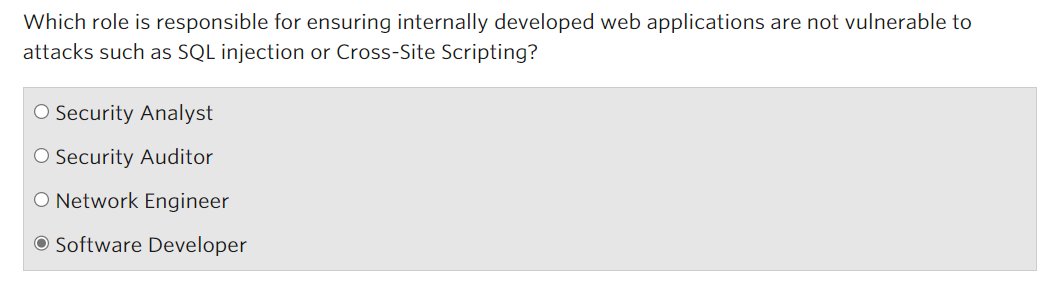 Which role is responsible for ensuring internally developed web applications are not vulnerable to
attacks such as SQL injection or Cross-Site Scripting?
Security Analyst
Security Auditor
Network Engineer
Software Developer